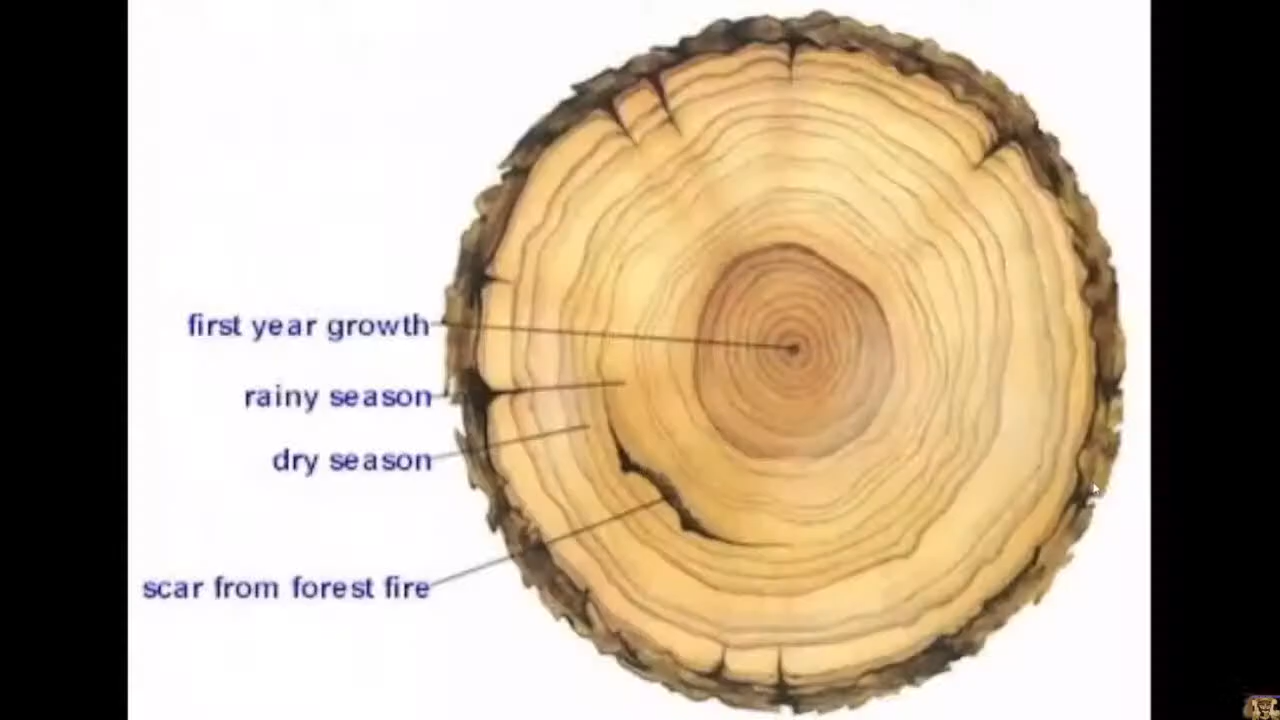 first year growth
rainy season
dry season
scar from forest fire